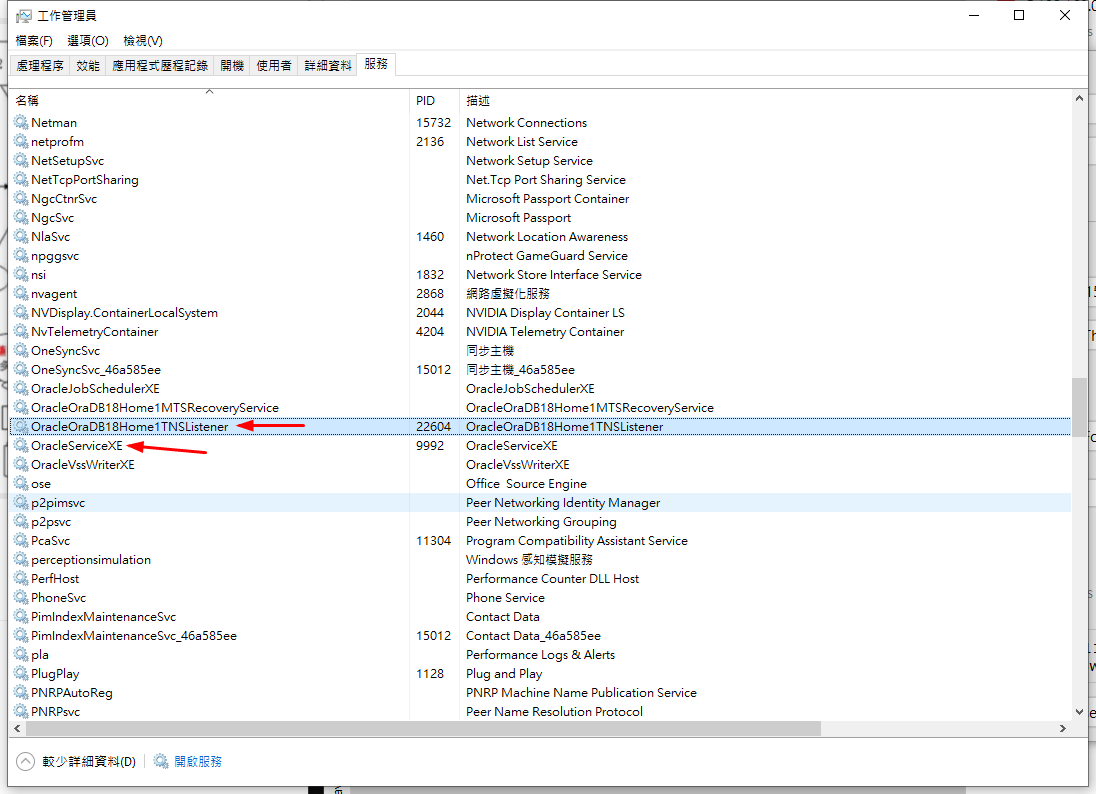 工作管理員
檔案(F) 選項(O) 檢視(V)
處理程序 效能 應用程式歷程記錄 開機 使用者 詳細資料 服務
名稱 PID 描述
Netman 15732 Network Connections
netprofm 2136 Network List Service
NetSetupSvc Network Setup Service
NetTcpPortSharing Net.Tcp Port Sharing Service
NgcCtnrSvc Microsoft Passport Container
NgcSvc Microsoft Passport
NlaSvc 1460 Network Location Awareness
npggsvc nProtect GameGuard Service
nsi 1832 Network Store Interface Service
nvagent 2868 網路虛擬化服務
NVDisplay.ContainerLocalSystem 2044 NVIDIA Display Container LS
NvTelemetryContainer 4204 NVIDIA Telemetry Container
OneSyncSvc 同步主機
OneSyncSvc_46a585ee 15012 同步主機_46a585ee
OracleJobSchedulerXE OracleJobSchedulerXE
OracleOraDB18Home1MTSRecoveryService OracleOraDB18Home1MTSRecoveryService
OracleOraDB18Home1TNSListener 22604 OracleOraDB18Home1TNSListener
OracleServiceXE 9992 OracleServiceXE
OracleVssWriterXE OracleVssWriterXE
ose Office  Source Engine
p2pimsvc Peer Networking Identity Manager
p2psvc Peer Networking Grouping
PcaSvc 11304 Program Compatibility Assistant Service
perceptionsimulation Windows 感知模擬服務
PerfHost Performance Counter DLL Host
PhoneSvc Phone Service
PimIndexMaintenanceSvc Contact Data
PimIndexMaintenanceSvc_46a585ee 15012 Contact Data_46a585ee
pla Performance Logs & Alerts
PlugPlay 1128 Plug and Play
PNRPAutoReg PNRP Machine Name Publication Service
PNRPsvc Peer Name Resolution Protocol
較少詳細資料(D) 開啟服務